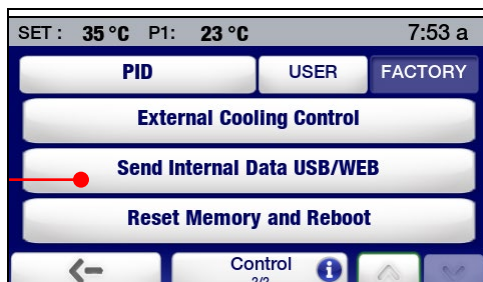 SET : 35 °C P1: 23 °C 7:53 a
PID USER FACTORY
External Cooling Control
Send Internal Data USB/WEB
Reset Memory and Reboot
Control
2/2